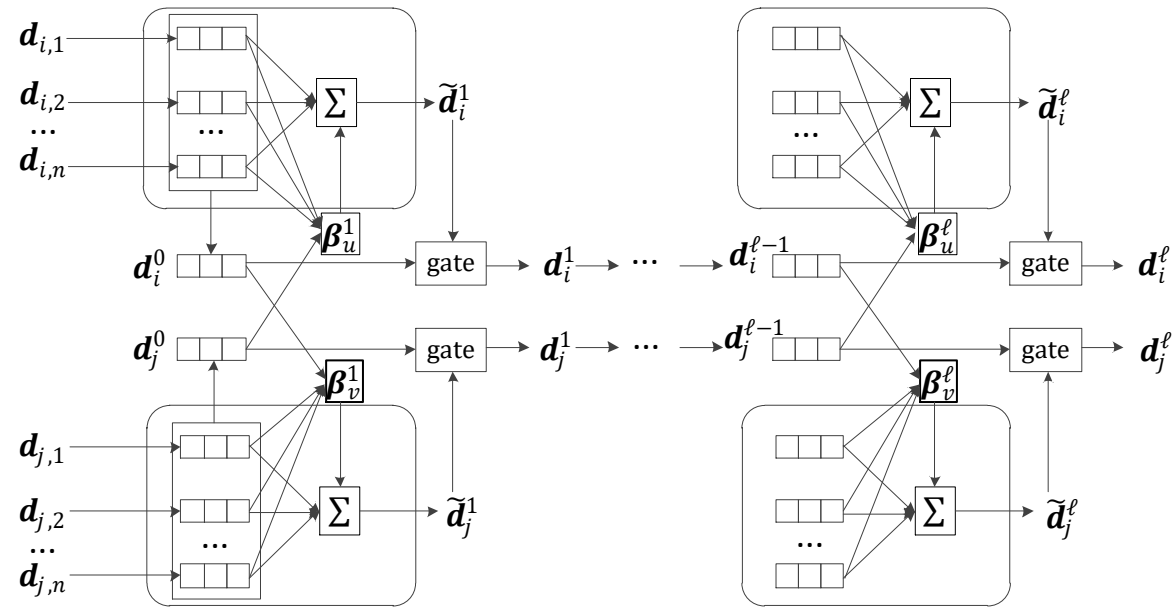 𝒅_{i,1}
𝒅_{i,2}
...
𝒅_{i,n}
...
∑
𝒅̃_i^1
𝜷_u^1
...
∑
𝒅̃_i^ℓ
𝜷_u^ℓ
𝒅_i^0
gate
𝒅_i^1
...
𝒅_i^{ℓ−1}
gate
𝒅_i^ℓ
𝒅_j^0
gate
𝒅_j^1
...
𝒅_j^{ℓ−1}
gate
𝒅_j^ℓ
𝜷_v^1
𝜷_v^ℓ
𝒅_{j,1}
𝒅_{j,2}
...
𝒅_{j,n}
...
∑
𝒅̃_j^1
...
∑
𝒅̃_j^ℓ